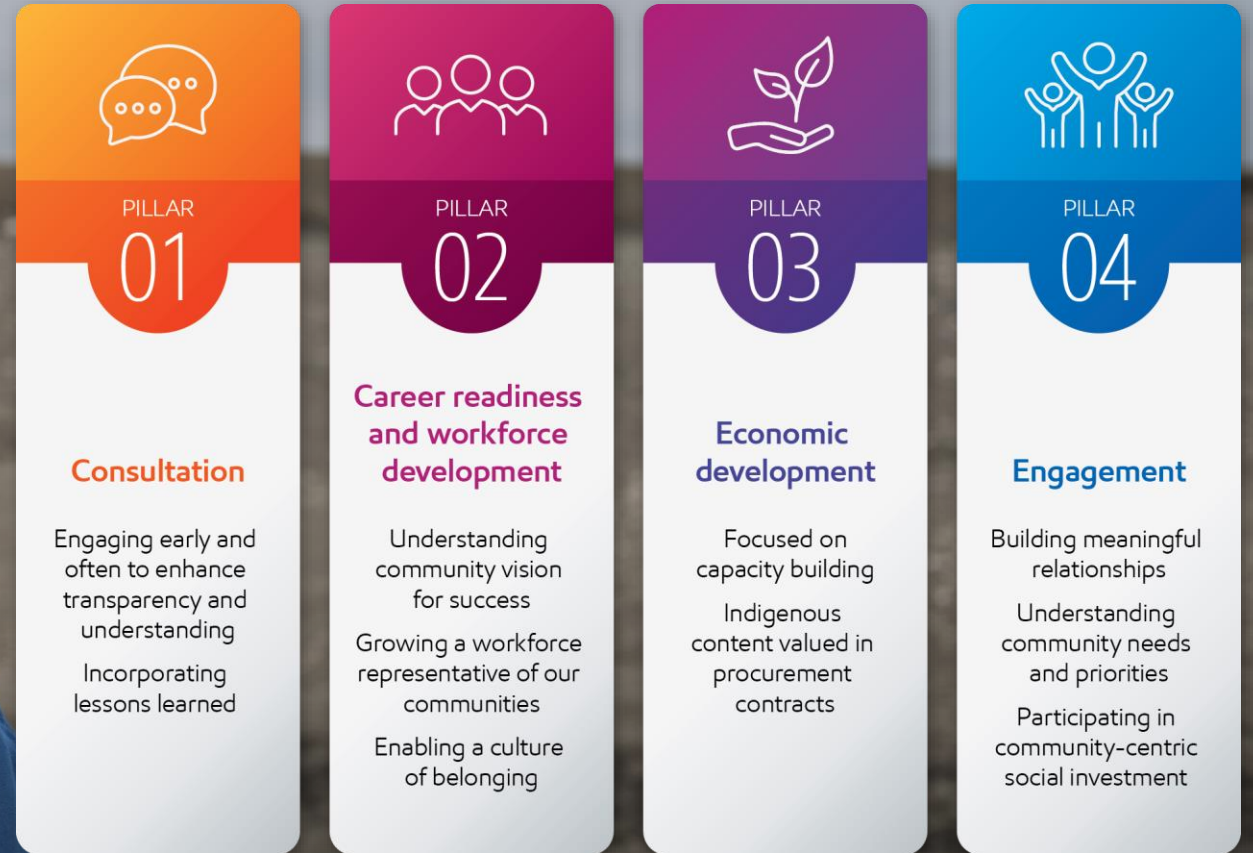 PILLAR
01
Consultation
Engaging early and
often to enhance
transparency and
understanding
Incorporating
lessons learned
PILLAR
02
Career readiness
and workforce
development
Understanding
community vision
for success
Growing a workforce
representative of our
communities
Enabling a culture
of belonging
PILLAR
03
Economic
development
Focused on
capacity building
Indigenous
content valued in
procurement
contracts
PILLAR
04
Engagement
Building meaningful
relationships
Understanding
community needs
and priorities
Participating in
community-centric
social investment